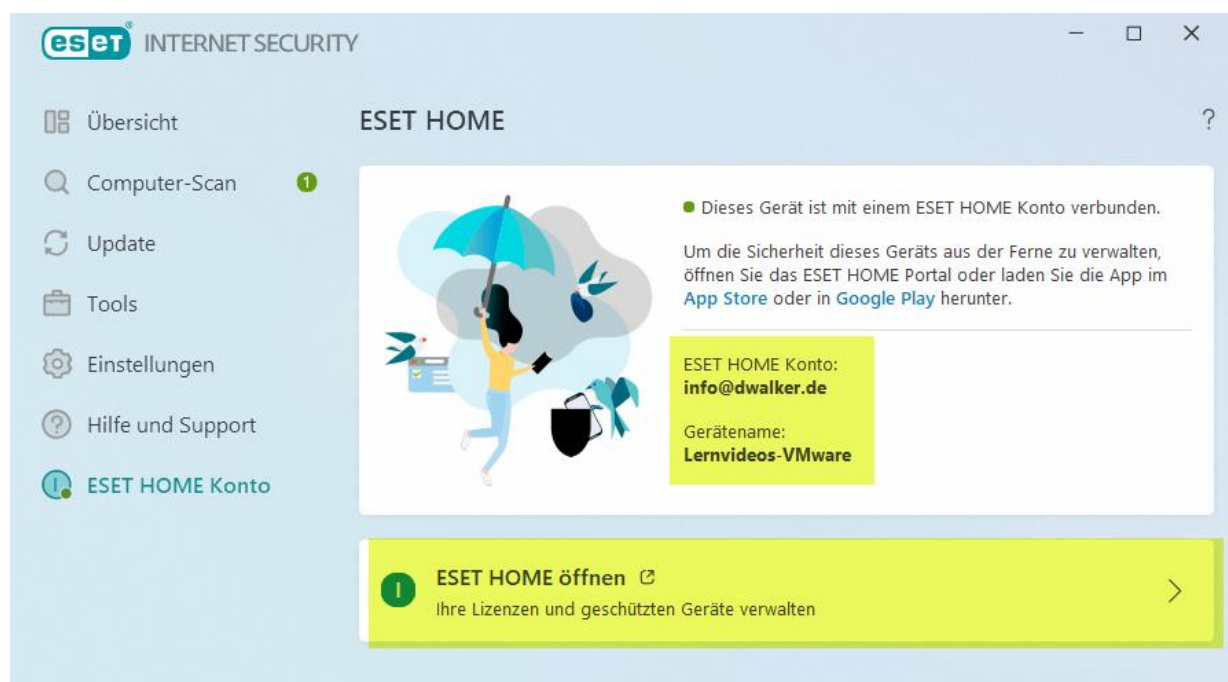 eset® INTERNET SECURITY
Übersicht
Computer-Scan 1
Update
Tools
Einstellungen
Hilfe und Support
I ESET HOME Konto
ESET HOME ?
Dieses Gerät ist mit einem ESET HOME Konto verbunden.
Um die Sicherheit dieses Geräts aus der Ferne zu verwalten,
öffnen Sie das ESET HOME Portal oder laden Sie die App im
App Store oder in Google Play herunter.
ESET HOME Konto:
info@dwalker.de
Gerätename:
Lernvideos-VMware
I ESET HOME öffnen
Ihre Lizenzen und geschützten Geräte verwalten